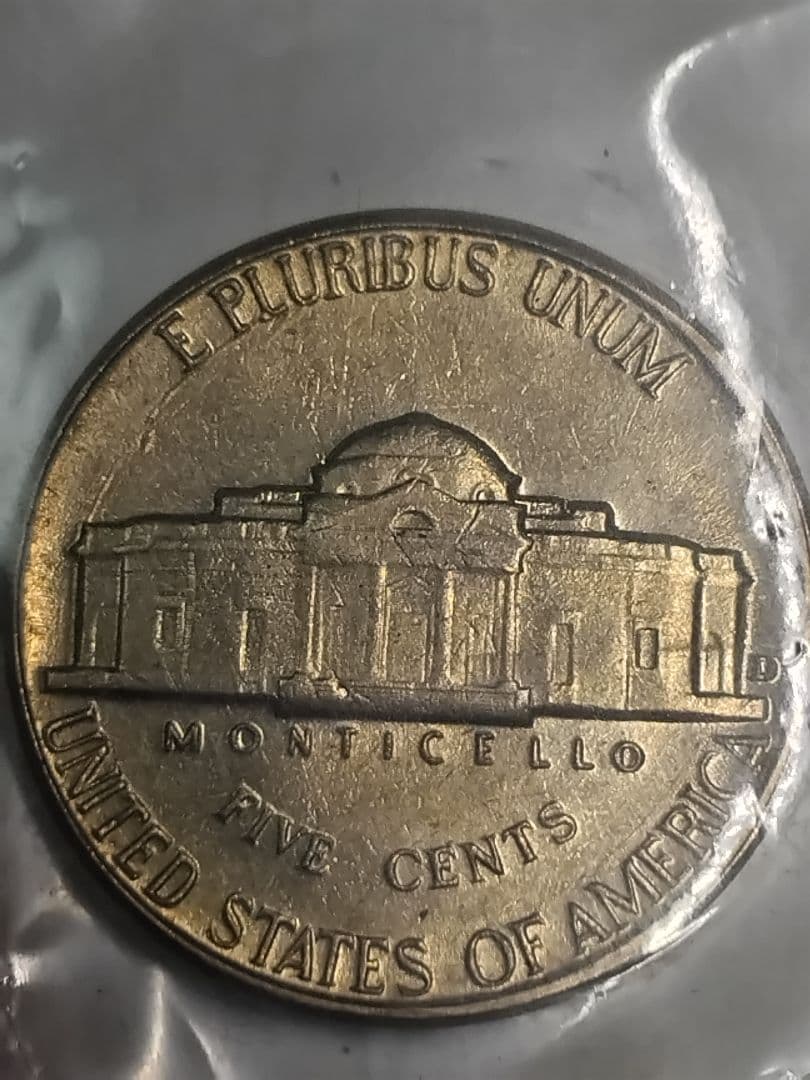 E PLURIBUS UNUM
D
MONTICELLO
FIVE CENTS
UNITED STATES OF AMERICA